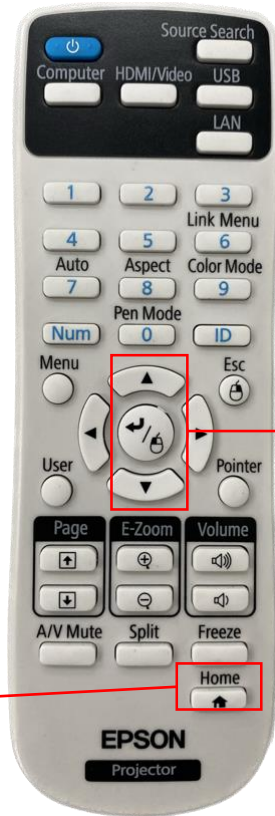 Source Search
Computer HDMI/Video USB
LAN
1 2 3
Link Menu
4 5 6
Auto Aspect Color Mode
7 8 9
Pen Mode
Num 0 ID
Menu Esc
User Pointer
Page E-Zoom Volume
A/V Mute Split Freeze
Home
EPSON
Projector